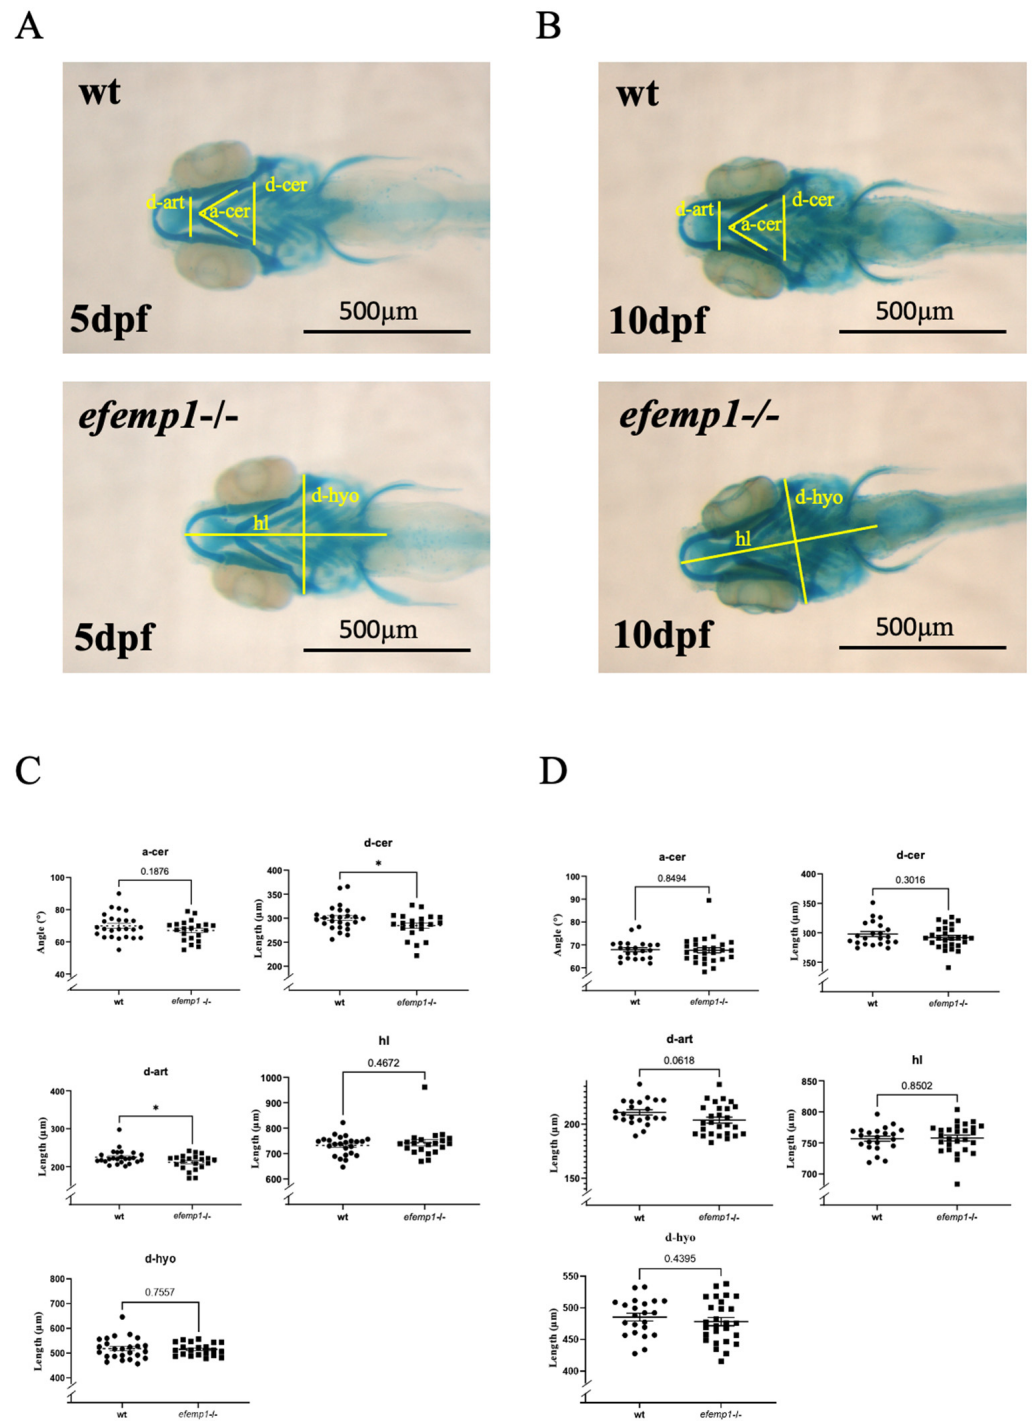 A
B
wt
d-art
a-cer
d-cer
5dpf
500µm
wt
d-art
a-cer
d-cer
10dpf
500µm
efemp1-/-
d-hyo
hl
5dpf
500µm
efemp1-/-
d-hyo
hl
10dpf
500µm
C
D
a-cer
0.1876
Angle (°)
100
80
60
40
wt
efemp1 -/-
d-cer
*
Length (µm)
400
350
300
250
200
wt
efemp1-/-
a-cer
0.8494
Angle (°)
100
90
80
70
60
wt
efemp1-/-
d-cer
0.3016
Length (µm)
400
350
300
250
wt
efemp1-/-
d-art
*
Length (µm)
400
300
200
wt
efemp1-/-
hl
0.4672
Length (µm)
1000
900
800
700
600
wt
efemp1-/-
d-art
0.0618
Length (µm)
200
150
wt
efemp1-/-
hl
0.8502
Length (µm)
850
800
750
700
wt
efemp1-/-
d-hyo
0.7557
Length (µm)
800
700
600
500
400
wt
efemp1-/-
d-hyo
0.4395
Length (µm)
550
500
450
400
wt
efemp1-/-